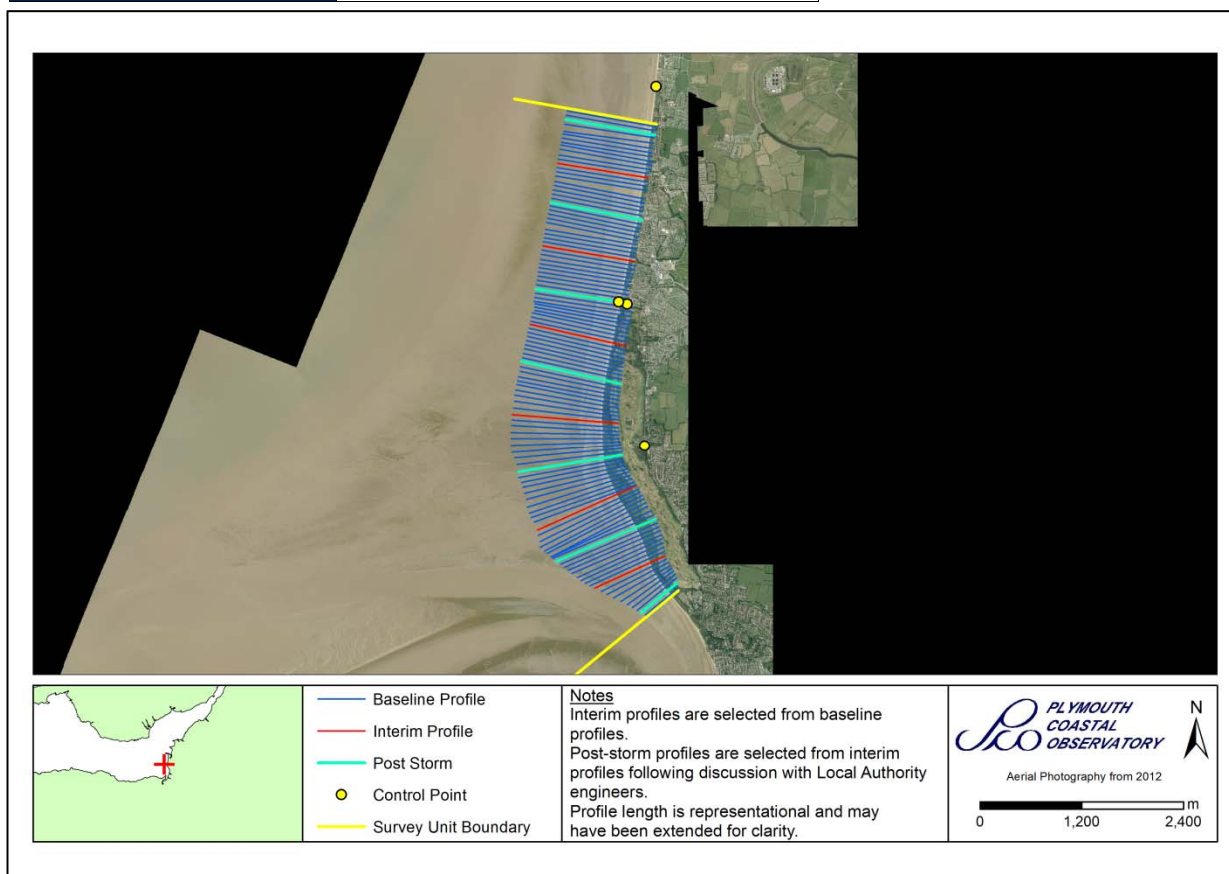 Baseline Profile
Interim Profile
Post Storm
Control Point
Survey Unit Boundary
Notes
Interim profiles are selected from baseline
profiles.
Post-storm profiles are selected from interim
profiles following discussion with Local Authority
engineers.
Profile length is representational and may
have been extended for clarity.
PLYMOUTH
COASTAL
OBSERVATORY
N
Aerial Photography from 2012
m
0 1,200 2,400